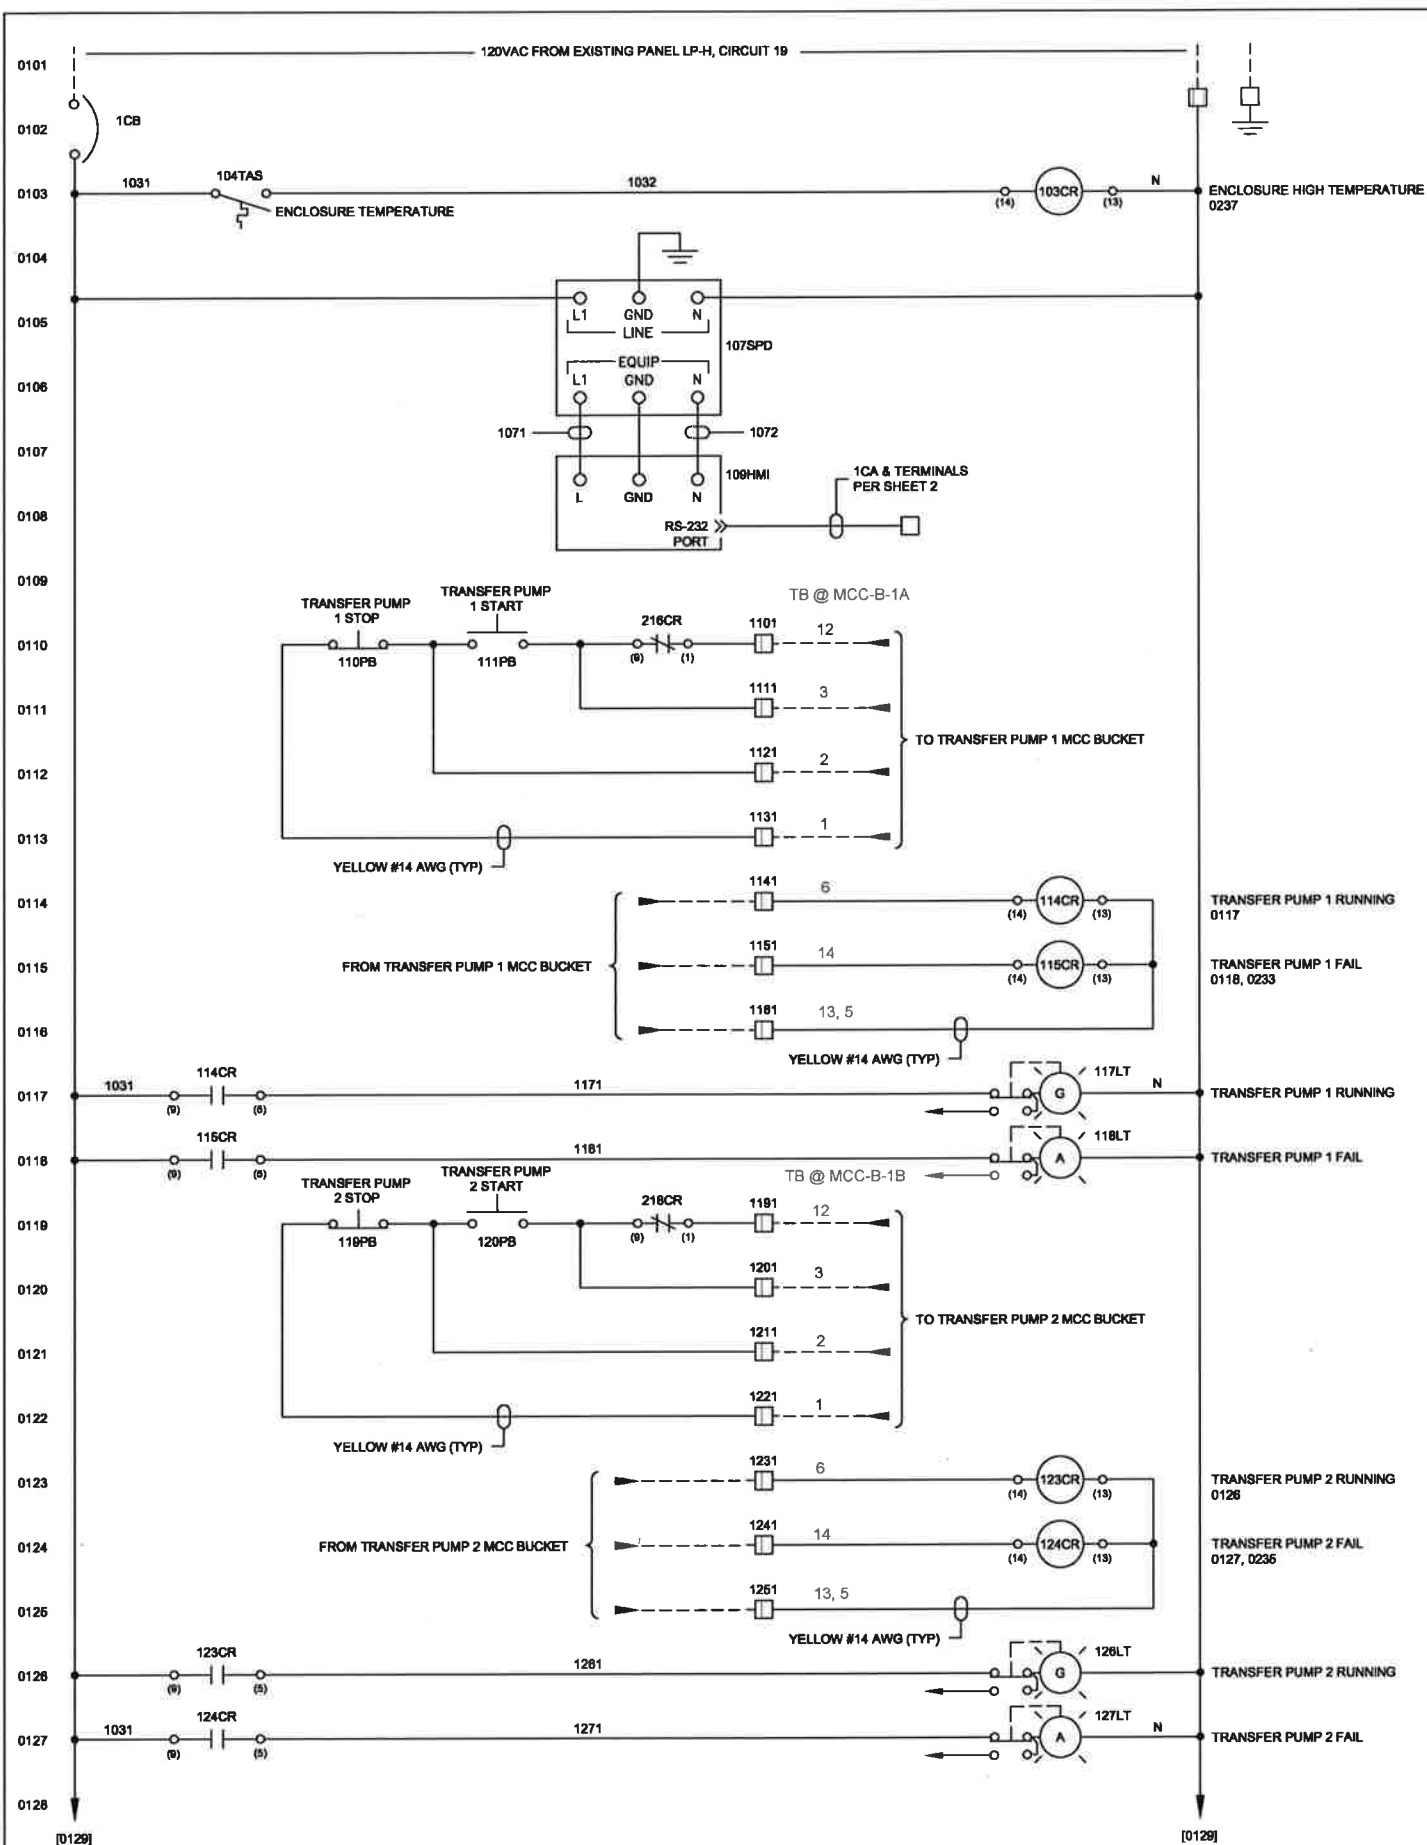 120VAC FROM EXISTING PANEL LP-H, CIRCUIT 19
0101
1CB
0102
1031
104TAS
1032
103CR
(14)
(13)
N
0103
ENCLOSURE TEMPERATURE
ENCLOSURE HIGH TEMPERATURE
0237
0104
L1 GND N
LINE
0105
107SPD
EQUIP
L1 GND N
0106
1071
1072
0107
109HMI
L GND N
1CA & TERMINALS
PER SHEET 2
RS-232
PORT
0108
0109
TB @ MCC-B-1A
TRANSFER PUMP
1 STOP
TRANSFER PUMP
1 START
216CR
1101
12
0110
110PB
111PB
(9)
(1)
1111
3
0111
TO TRANSFER PUMP 1 MCC BUCKET
1121
2
0112
1131
1
0113
YELLOW #14 AWG (TYP)
1141
6
0114
114CR
(14)
(13)
TRANSFER PUMP 1 RUNNING
0117
1151
14
0115
FROM TRANSFER PUMP 1 MCC BUCKET
115CR
(14)
(13)
TRANSFER PUMP 1 FAIL
0118, 0233
1161
13, 5
0116
YELLOW #14 AWG (TYP)
0117
1031
114CR
(9)
(5)
1171
G
117LT
N
TRANSFER PUMP 1 RUNNING
0118
115CR
(9)
(5)
1181
A
118LT
TRANSFER PUMP 1 FAIL
TB @ MCC-B-1B
TRANSFER PUMP
2 STOP
TRANSFER PUMP
2 START
218CR
1191
12
0119
119PB
120PB
(9)
(1)
1201
3
0120
TO TRANSFER PUMP 2 MCC BUCKET
1211
2
0121
1221
1
0122
YELLOW #14 AWG (TYP)
1231
6
0123
123CR
(14)
(13)
TRANSFER PUMP 2 RUNNING
0126
1241
14
0124
FROM TRANSFER PUMP 2 MCC BUCKET
124CR
(14)
(13)
TRANSFER PUMP 2 FAIL
0127, 0235
1251
13, 5
0125
YELLOW #14 AWG (TYP)
0126
123CR
(9)
(5)
1261
G
126LT
TRANSFER PUMP 2 RUNNING
0127
1031
124CR
(9)
(5)
1271
A
127LT
N
TRANSFER PUMP 2 FAIL
0128
[0129]
[0129]